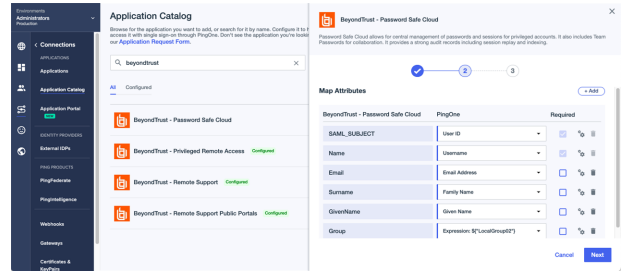 Environments
Administrators
Production
Connections
APPLICATIONS
Applications
Application Catalog
Application Portal
NEW
IDENTITY PROVIDERS
External IDPs
PING PRODUCTS
PingFederate
PingIntelligence
Webhooks
Gateways
Certificates &
KeyPairs
Application Catalog
Browse for the application you want to add, or search for it by name. Configure it to
access it with single sign-on through PingOne. Don't see the application you're look
our Application Request Form.
beyondtrust
All Configured
BeyondTrust - Password Safe Cloud
BeyondTrust - Privileged Remote Access Configured
BeyondTrust - Remote Support Configured
BeyondTrust - Remote Support Public Portals Configured
BeyondTrust - Password Safe Cloud
Password Safe Cloud allows for central management of passwords and sessions for privileged accounts. It also includes Team
Passwords for collaboration. It provides a strong audit records including session replay and indexing.
2 3
Map Attributes + Add
BeyondTrust - Password Safe Cloud PingOne Required
SAML_SUBJECT User ID
Name Username
Email Email Address
Surname Family Name
GivenName Given Name
Group Expression: ${"LocalGroup02"}
Cancel Next